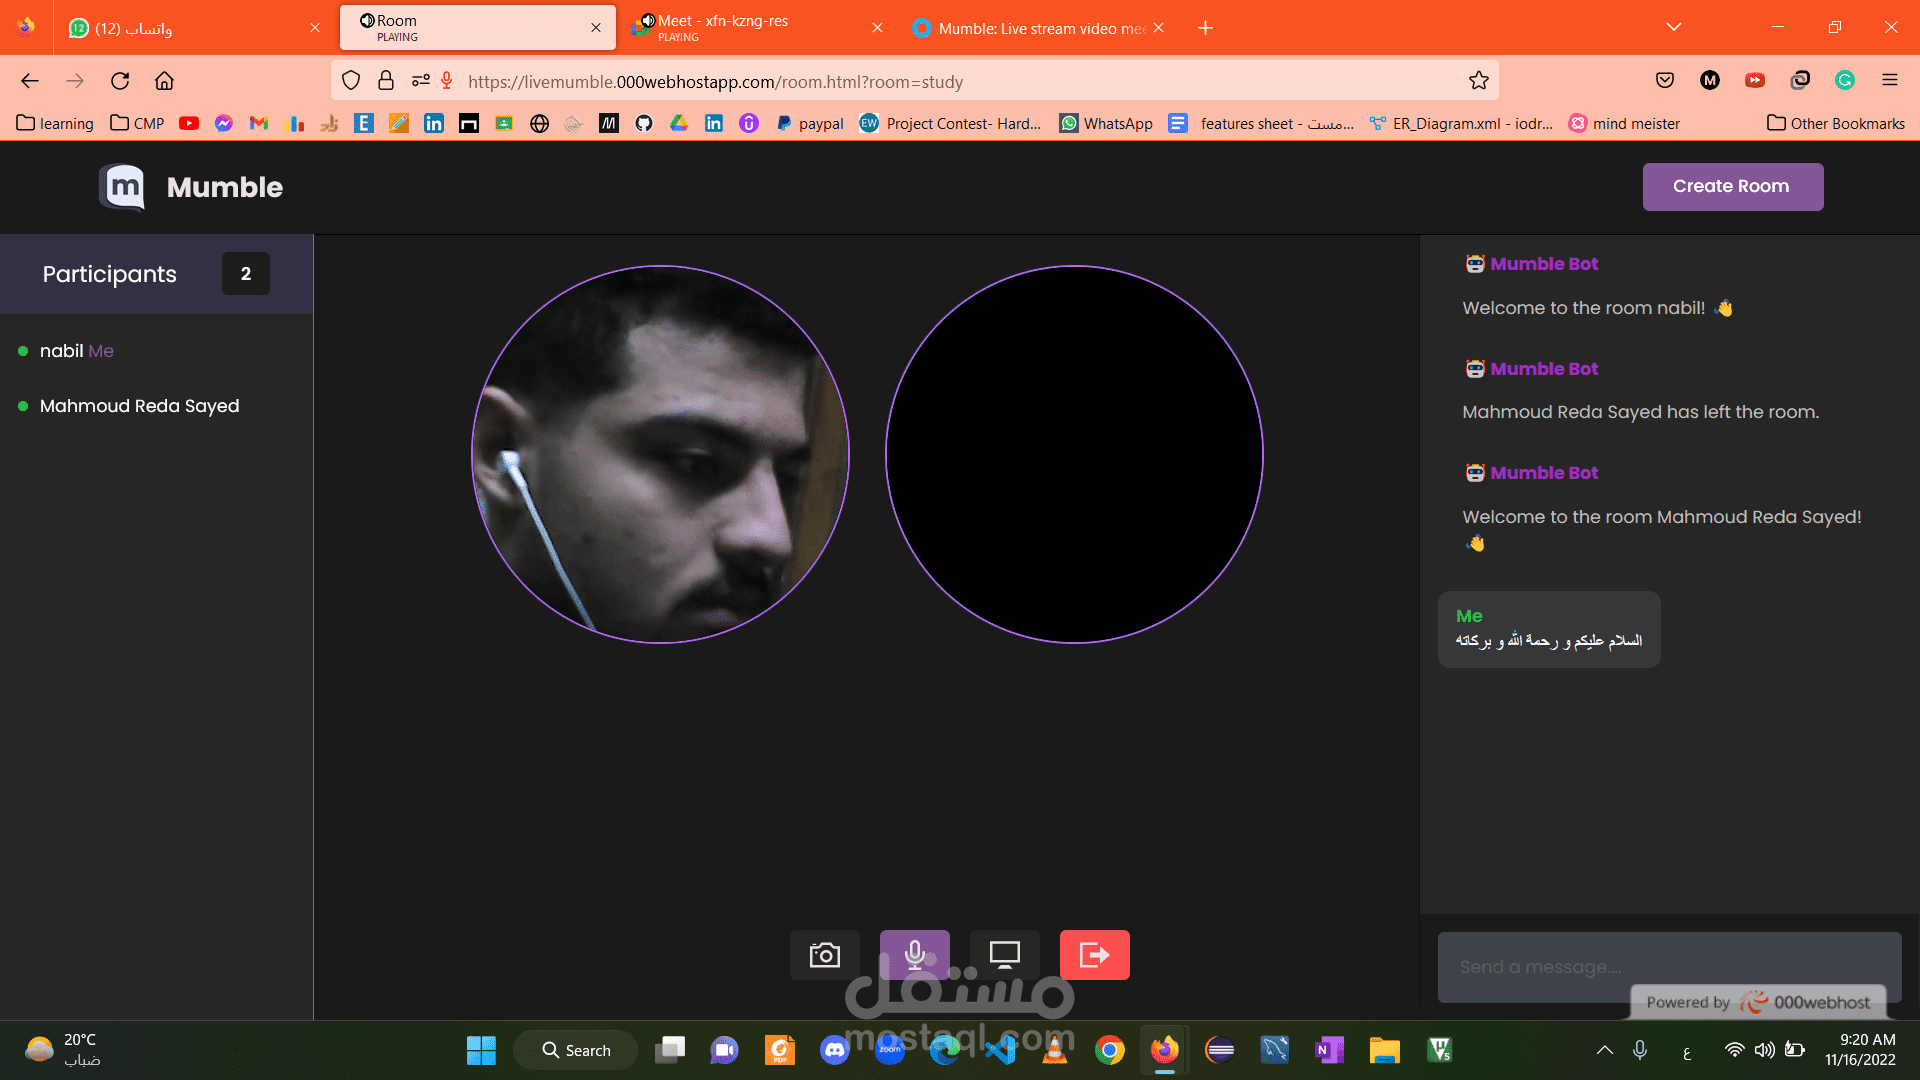 واتساب (12)
Room
PLAYING
Meet - xfn-kzng-res
PLAYING
Mumble: Live stream video mee
https://livemumble.000webhostapp.com/room.html?room=study
learning
CMP
paypal
Project Contest- Hard...
WhatsApp
features sheet - مست...
ER_Diagram.xml - iodr...
mind meister
Other Bookmarks
m
Mumble
Create Room
Participants
2
nabil Me
Mahmoud Reda Sayed
Mumble Bot
Welcome to the room nabil! 👋
Mumble Bot
Mahmoud Reda Sayed has left the room.
Mumble Bot
Welcome to the room Mahmoud Reda Sayed!
👋
Me
السلام عليكم و رحمة الله و بركاته
Send a message....
Powered by 000webhost
مستقل
mostaql.com
20°C
ضباب
Search
zoom
ع
9:20 AM
11/16/2022